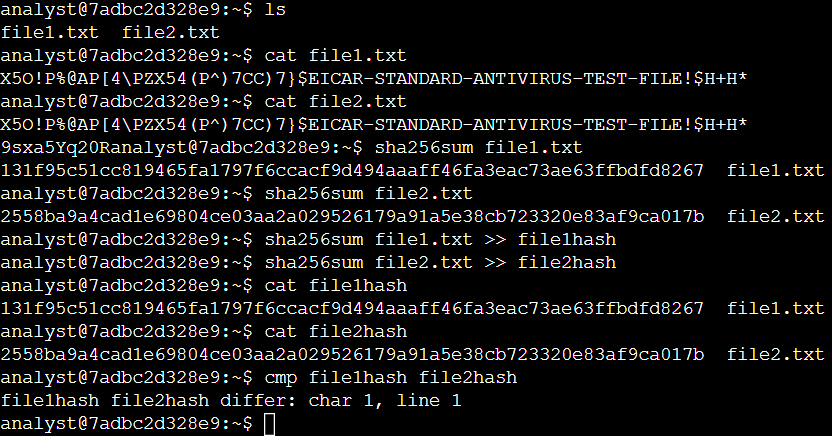 analyst@7adbc2d328e9:~$ ls
file1.txt  file2.txt
analyst@7adbc2d328e9:~$ cat file1.txt
X5O!P%@AP[4\PZX54(P^)7CC)7}$EICAR-STANDARD-ANTIVIRUS-TEST-FILE!$H+H*
analyst@7adbc2d328e9:~$ cat file2.txt
X5O!P%@AP[4\PZX54(P^)7CC)7}$EICAR-STANDARD-ANTIVIRUS-TEST-FILE!$H+H*
9sxa5Yq20Ranalyst@7adbc2d328e9:~$ sha256sum file1.txt
131f95c51cc819465fa1797f6ccacf9d494aaaff46fa3eac73ae63ffbdfd8267  file1.txt
analyst@7adbc2d328e9:~$ sha256sum file2.txt
2558ba9a4cad1e69804ce03aa2a029526179a91a5e38cb723320e83af9ca017b  file2.txt
analyst@7adbc2d328e9:~$ sha256sum file1.txt >> file1hash
analyst@7adbc2d328e9:~$ sha256sum file2.txt >> file2hash
analyst@7adbc2d328e9:~$ cat file1hash
131f95c51cc819465fa1797f6ccacf9d494aaaff46fa3eac73ae63ffbdfd8267  file1.txt
analyst@7adbc2d328e9:~$ cat file2hash
2558ba9a4cad1e69804ce03aa2a029526179a91a5e38cb723320e83af9ca017b  file2.txt
analyst@7adbc2d328e9:~$ cmp file1hash file2hash
file1hash file2hash differ: char 1, line 1
analyst@7adbc2d328e9:~$